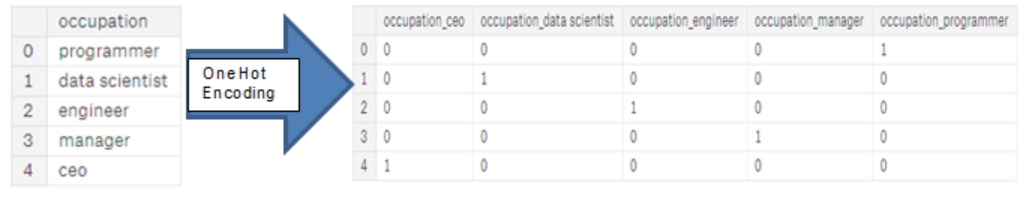 occupation
0 programmer
1 data scientist
2 engineer
3 manager
4 ceo
OneHot
Encoding
occupation_ceo occupation_data scientist occupation_engineer occupation_manager occupation_programmer
0 0 0 0 0 1
1 0 1 0 0 0
2 0 0 1 0 0
3 0 0 0 1 0
4 1 0 0 0 0